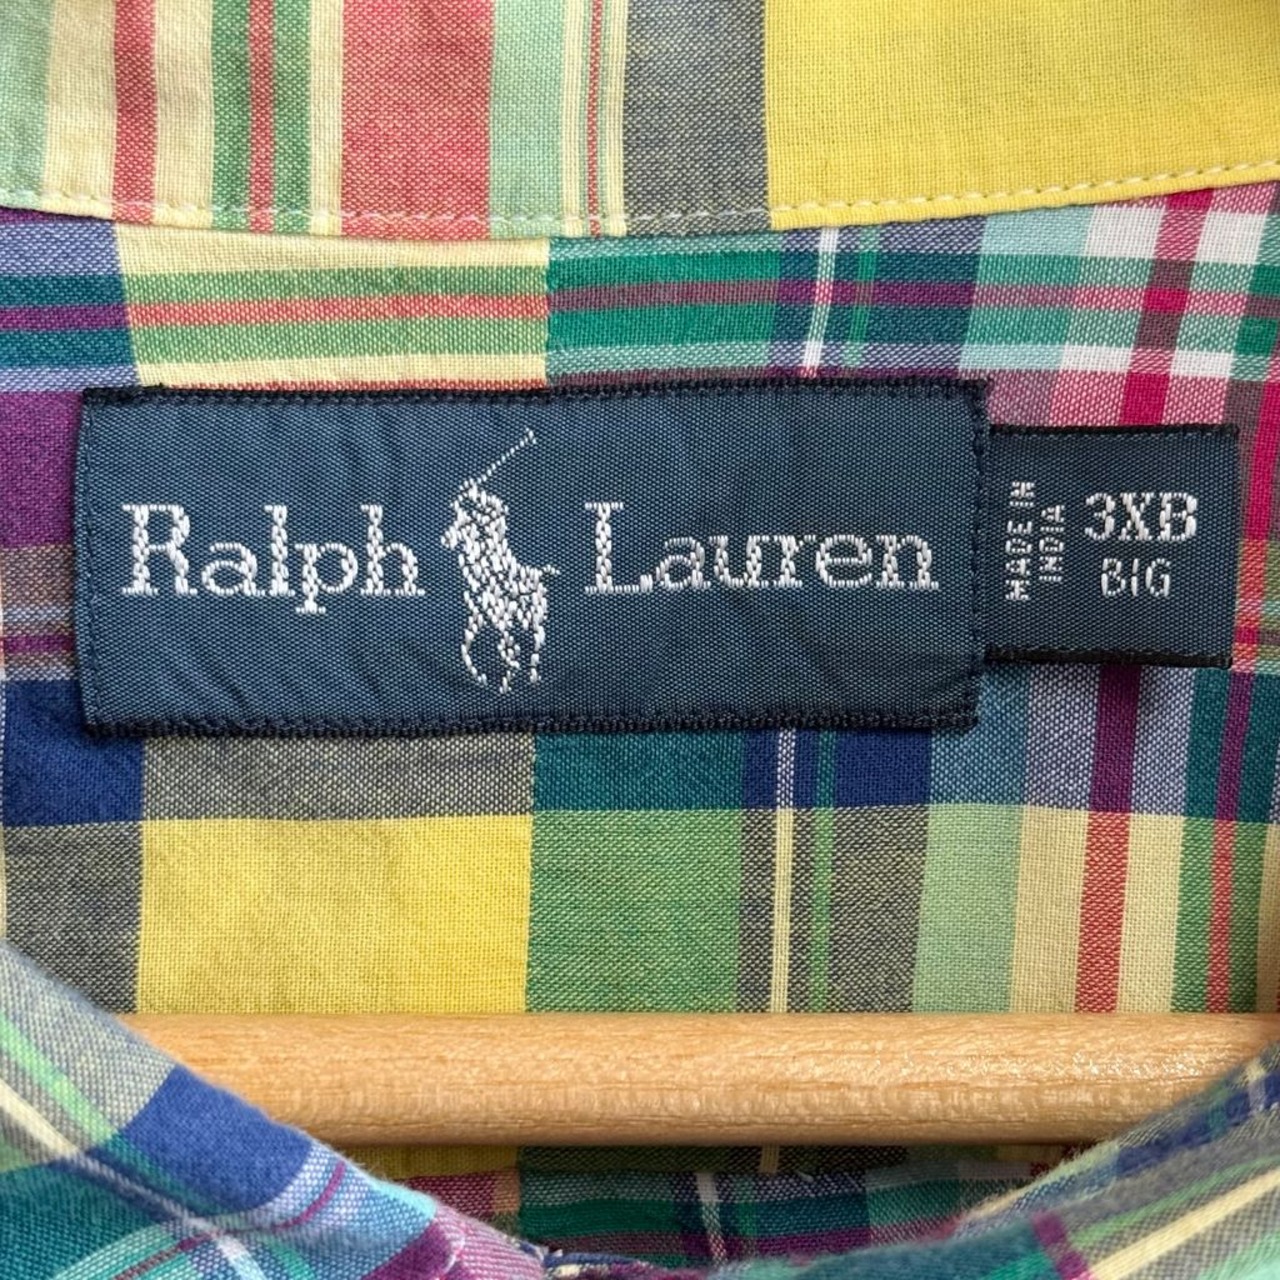 Ralph Lauren
MADE IN
INDIA
3XB
BIG